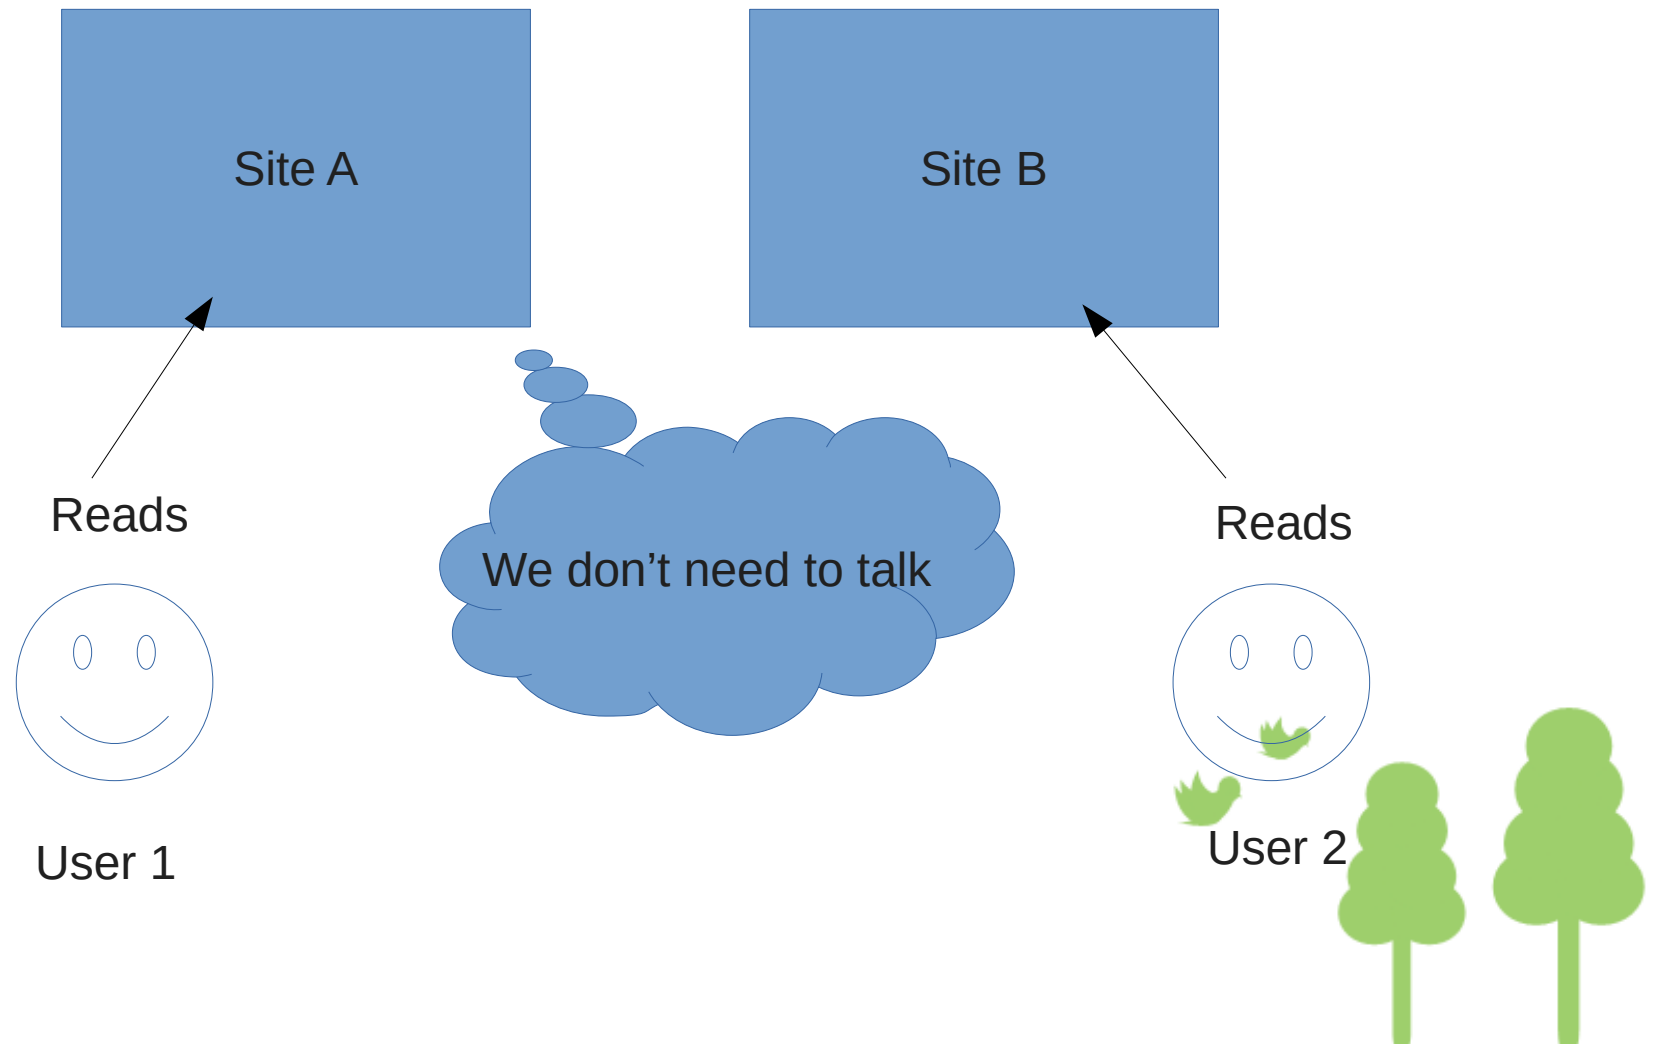 Site A
Site B
Reads
Reads
We don’t need to talk
User 1
User 2